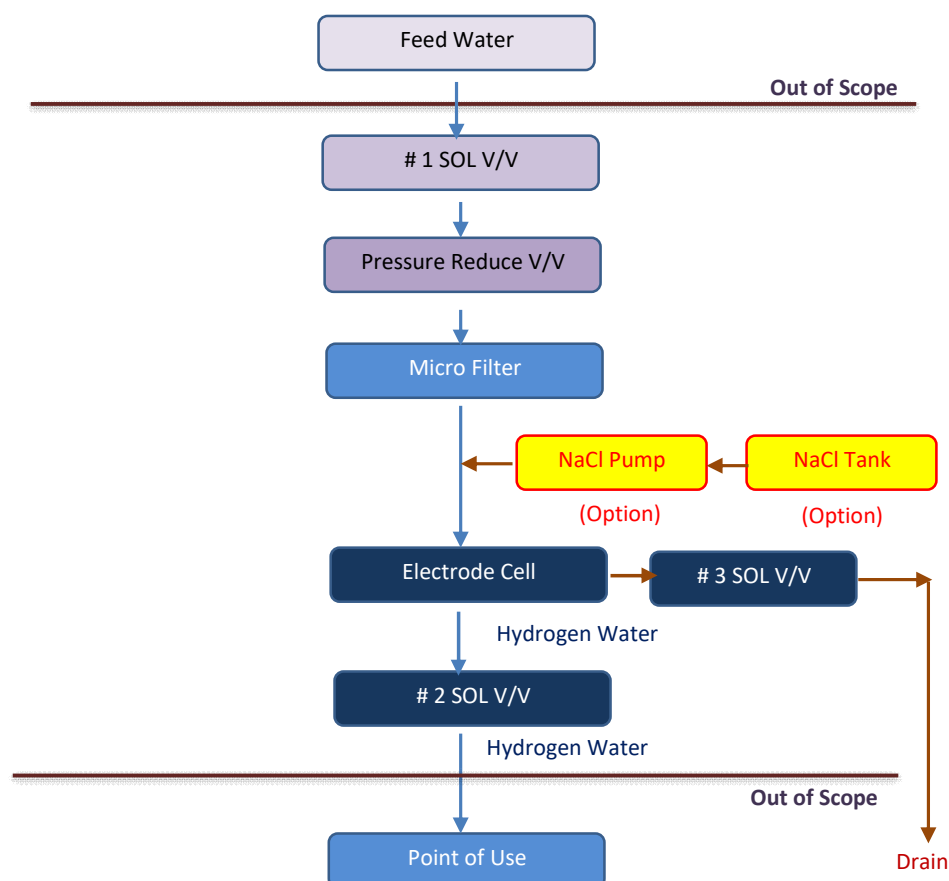 Feed Water
Out of Scope
# 1 SOL V/V
Pressure Reduce V/V
Micro Filter
NaCl Pump
NaCl Tank
(Option)
(Option)
Electrode Cell
# 3 SOL V/V
Hydrogen Water
# 2 SOL V/V
Hydrogen Water
Out of Scope
Point of Use
Drain